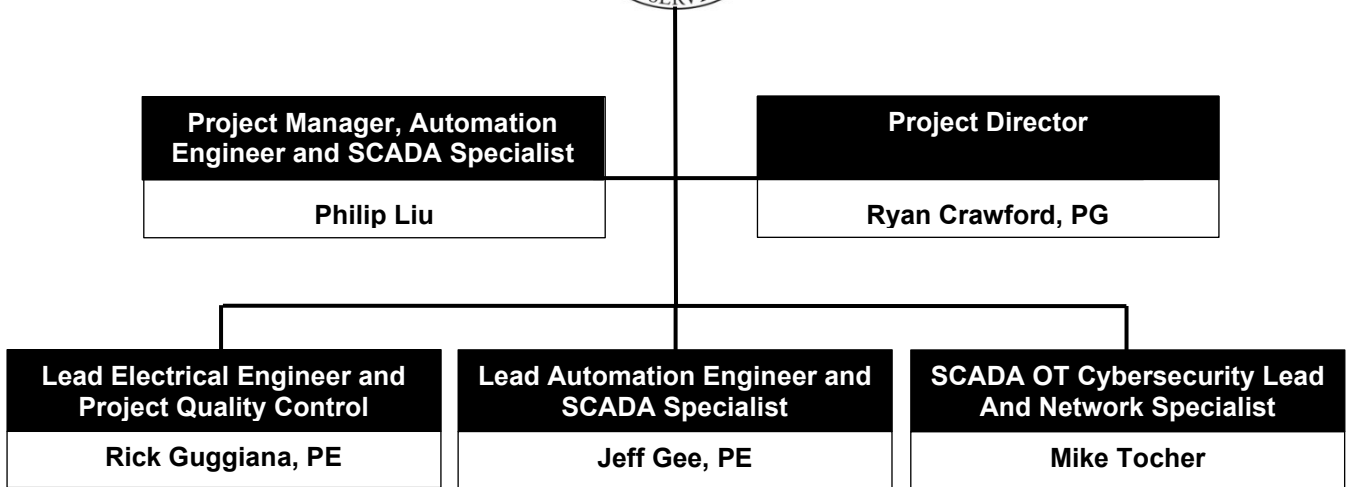 Project Manager, Automation
Engineer and SCADA Specialist
Philip Liu
Project Director
Ryan Crawford, PG
Lead Electrical Engineer and
Project Quality Control
Rick Guggiana, PE
Lead Automation Engineer and
SCADA Specialist
Jeff Gee, PE
SCADA OT Cybersecurity Lead
And Network Specialist
Mike Tocher